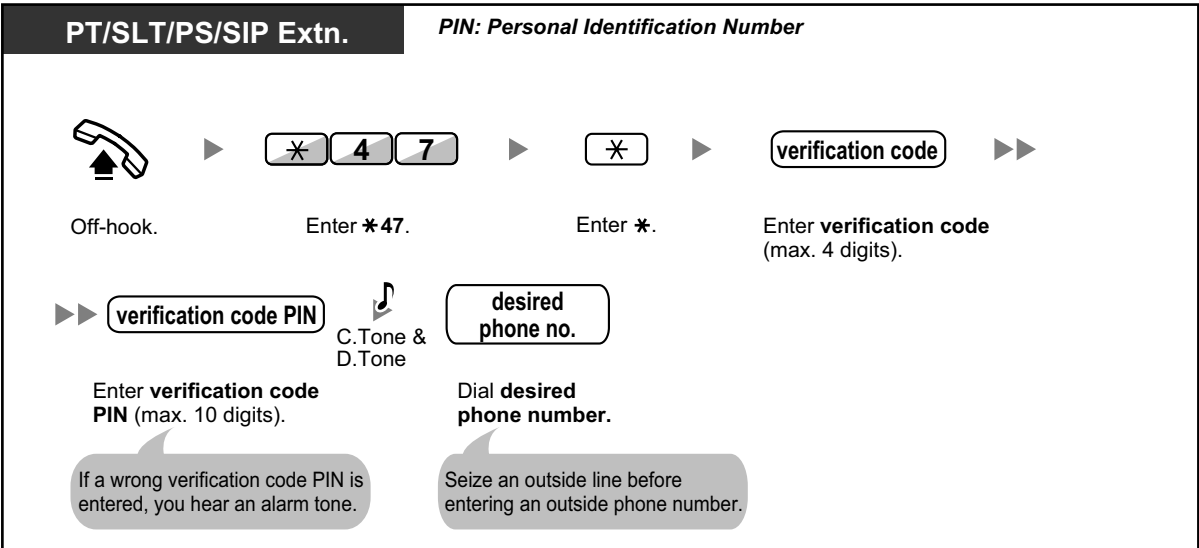 PT/SLT/PS/SIP Extn.
PIN: Personal Identification Number
* 4 7
*
verification code
Off-hook.
Enter *47.
Enter *.
Enter verification code
(max. 4 digits).
verification code PIN
C.Tone &
D.Tone
desired
phone no.
Enter verification code
PIN (max. 10 digits).
Dial desired
phone number.
If a wrong verification code PIN is
entered, you hear an alarm tone.
Seize an outside line before
entering an outside phone number.